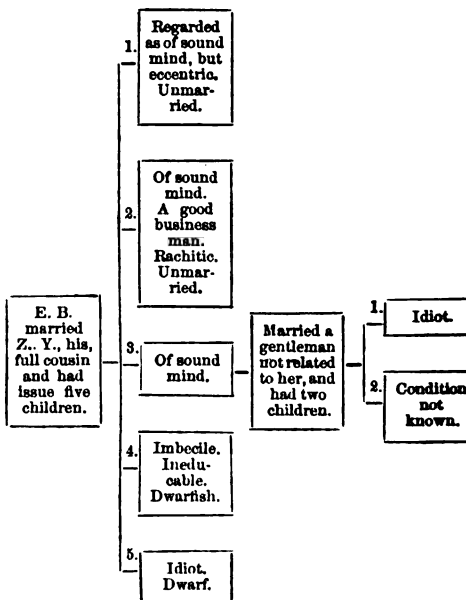 E. B.
married
Z. Y., his,
full cousin
and had
issue five
children.
1.
Regarded
as of sound
mind, but
eccentric.
Unmar-
ried.
2.
Of sound
mind.
A good
business
man.
Rachitic.
Unmar-
ried.
3.
Of sound
mind.
Married a
gentleman
not related
to her, and
had two
children.
1.
Idiot.
2.
Condition
not
known.
4.
Imbecile.
Inedu-
cable.
Dwarfish.
5.
Idiot.
Dwarf.